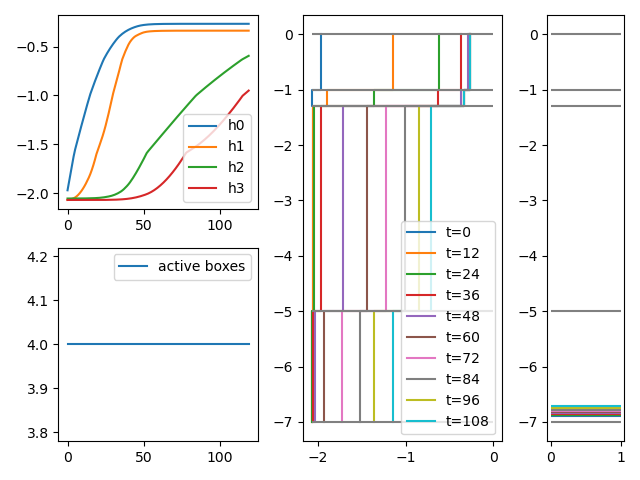 −0.5
−1.0
−1.5
−2.0
h0
h1
h2
h3
0
50
100
4.2
4.1
4.0
3.9
3.8
active boxes
0
50
100
0
−1
−2
−3
−4
−5
−6
−7
t=0
t=12
t=24
t=36
t=48
t=60
t=72
t=84
t=96
t=108
−2
−1
0
0
−1
−2
−3
−4
−5
−6
−7
0
1